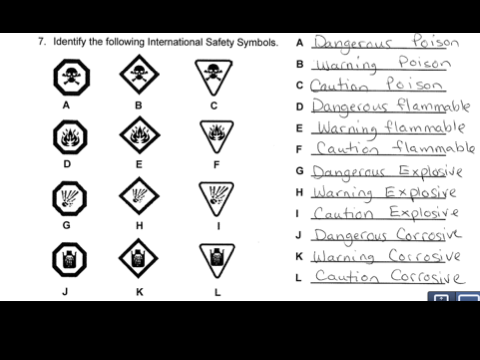 7. Identify the following International Safety Symbols.
A B C
D E F
G H I
J K L
A Dangerous Poison
B Warning Poison
C Caution Poison
D Dangerous flammable
E Warning flammable
F Caution flammable
G Dangerous Explosive
H Warning Explosive
I Caution Explosive
J Dangerous Corrosive
K Warning Corrosive
L Caution Corrosive